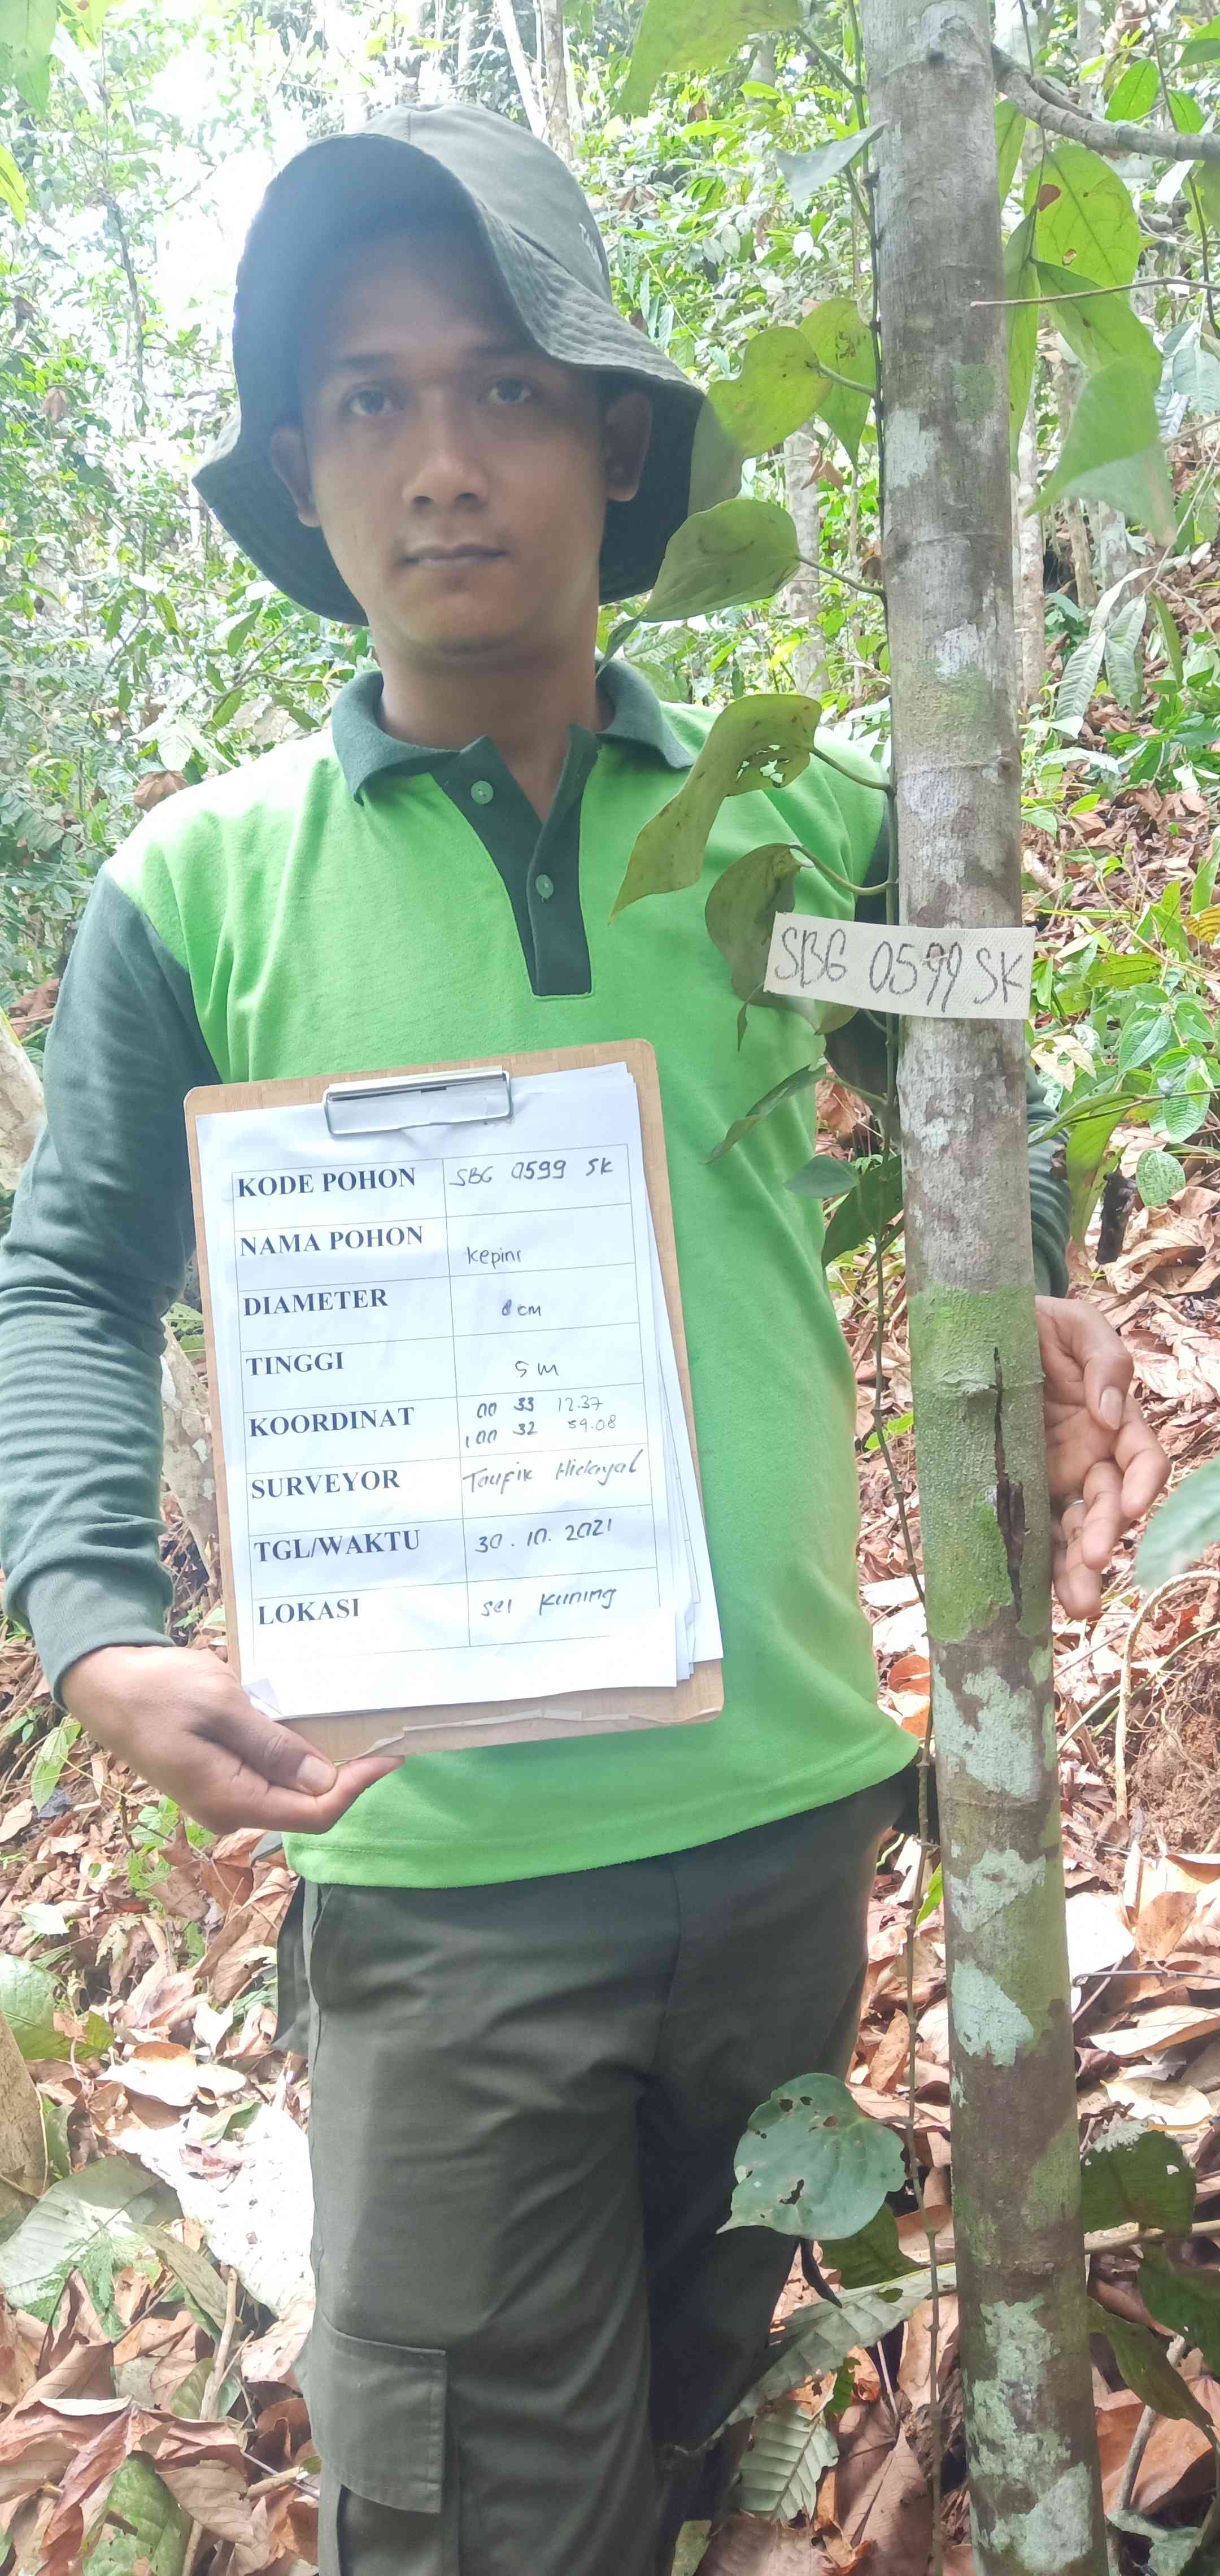 SBG 0599 SK
KODE POHON SBG 0599 SK
NAMA POHON kepini
DIAMETER 8 cm
TINGGI 5 m
KOORDINAT 00 33 12.37
100 32 59.08
SURVEYOR Taufik Hidayat
TGL/WAKTU 30.10.2021
LOKASI sei kuning